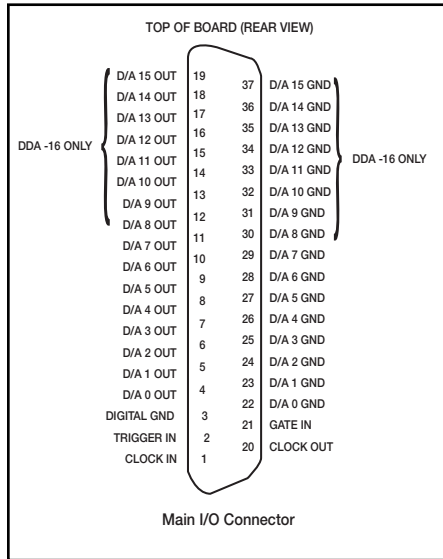 TOP OF BOARD (REAR VIEW)
D/A 15 OUT 19
37 D/A 15 GND
D/A 14 OUT 18
36 D/A 14 GND
D/A 13 OUT 17
35 D/A 13 GND
D/A 12 OUT 16
34 D/A 12 GND
DDA -16 ONLY
D/A 11 OUT 15
33 D/A 11 GND
DDA -16 ONLY
D/A 10 OUT 14
32 D/A 10 GND
D/A 9 OUT 13
31 D/A 9 GND
D/A 8 OUT 12
30 D/A 8 GND
D/A 7 OUT 11
29 D/A 7 GND
D/A 6 OUT 10
28 D/A 6 GND
D/A 5 OUT 9
27 D/A 5 GND
D/A 4 OUT 8
26 D/A 4 GND
D/A 3 OUT 7
25 D/A 3 GND
D/A 2 OUT 6
24 D/A 2 GND
D/A 1 OUT 5
23 D/A 1 GND
D/A 0 OUT 4
22 D/A 0 GND
DIGITAL GND 3
21 GATE IN
TRIGGER IN 2
20 CLOCK OUT
CLOCK IN 1
Main I/O Connector